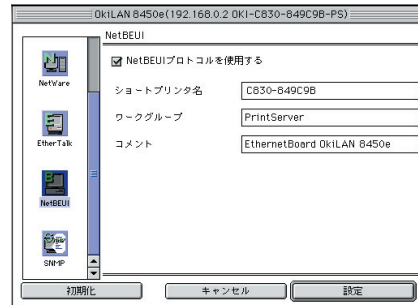 OkiLAN 8450e(192.168.0.2 OKI-C830-849C9B-PS)
NetBEUI
NetBEUIプロトコルを使用する
ショートプリンタ名 C830-849C9B
ワークグループ PrintServer
コメント EthernetBoard OkiLAN 8450e
NetWare
EtherTalk
NetBEUI
SNMP
初期化 キャンセル 設定